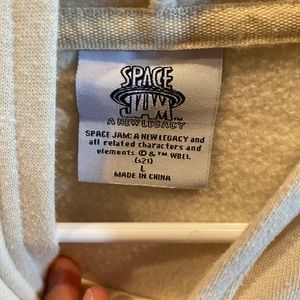 SPACE
JAM
A NEW LEGACY
SPACE JAM: A NEW LEGACY and
all related characters and
elements © & ™ WBEI.
(s21)
L
MADE IN CHINA